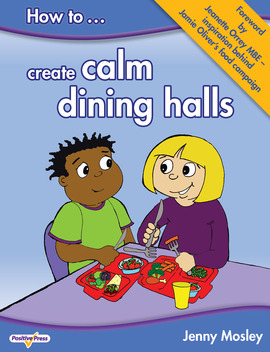 How to ...
create calm
dining halls
Foreword
by
Jeanette Orrey MBE –
inspiration behind
Jamie Oliver's food campaign
Positive Press
Jenny Mosley